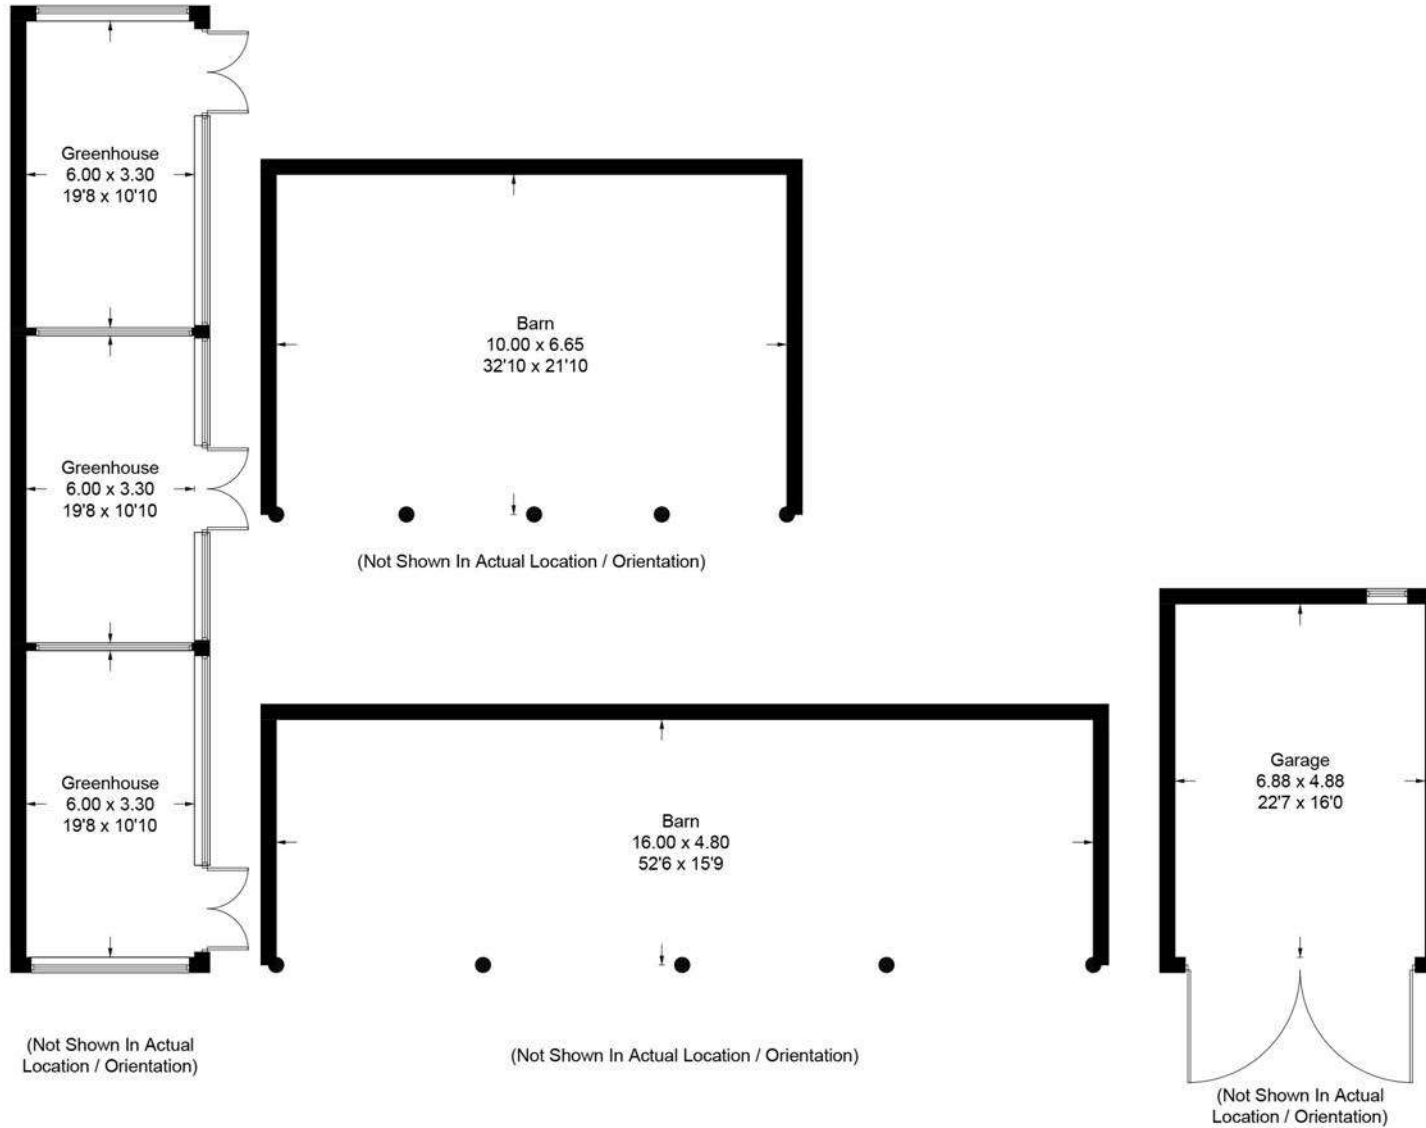 Greenhouse
6.00 x 3.30
19'8 x 10'10
Greenhouse
6.00 x 3.30
19'8 x 10'10
Greenhouse
6.00 x 3.30
19'8 x 10'10
(Not Shown In Actual
Location / Orientation)
Barn
10.00 x 6.65
32'10 x 21'10
(Not Shown In Actual Location / Orientation)
Barn
16.00 x 4.80
52'6 x 15'9
(Not Shown In Actual Location / Orientation)
Garage
6.88 x 4.88
22'7 x 16'0
(Not Shown In Actual
Location / Orientation)